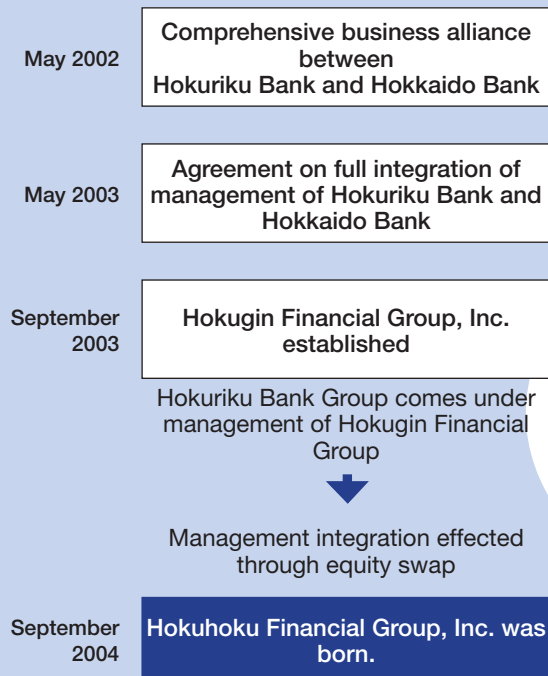 May 2002
Comprehensive business alliance
between
Hokuriku Bank and Hokkaido Bank
May 2003
Agreement on full integration of
management of Hokuriku Bank and
Hokkaido Bank
September
2003
Hokugin Financial Group, Inc.
established
Hokuriku Bank Group comes under
management of Hokugin Financial
Group
Management integration effected
through equity swap
September
2004
Hokuhoku Financial Group, Inc. was
born.